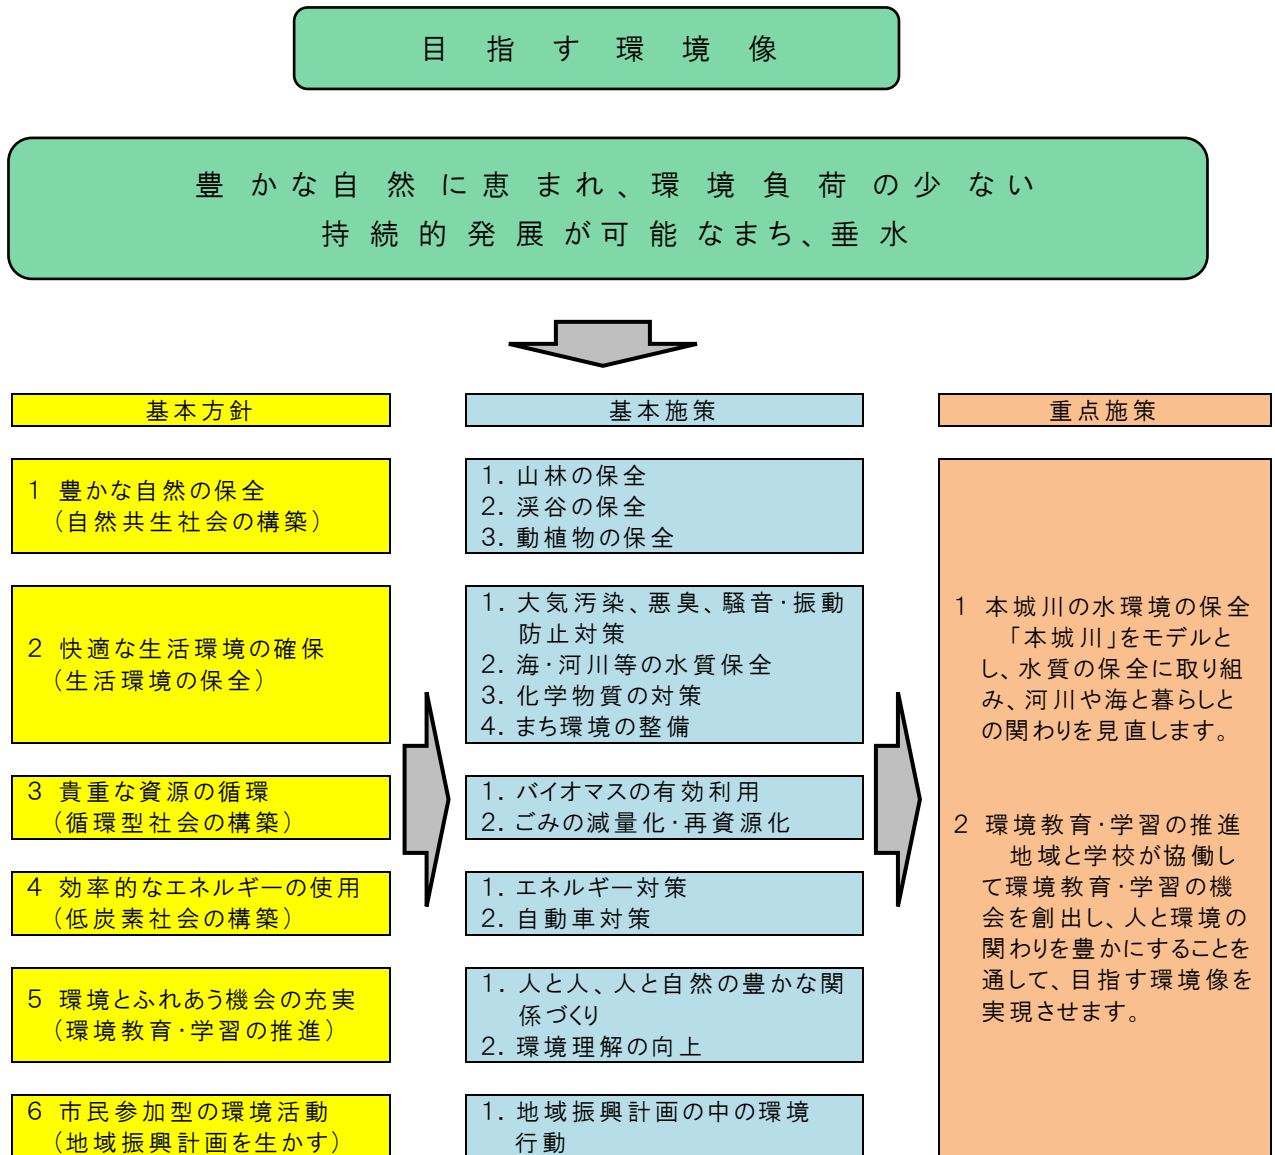 目指す環境像
豊かな自然に恵まれ、環境負荷の少ない
持続的発展が可能なまち、垂水
基本方針
基本施策
重点施策
1 豊かな自然の保全
(自然共生社会の構築)
1. 山林の保全
2. 渓谷の保全
3. 動植物の保全
2 快適な生活環境の確保
(生活環境の保全)
1. 大気汚染、悪臭、騒音・振動
防止対策
2. 海・河川等の水質保全
3. 化学物質の対策
4. まち環境の整備
3 貴重な資源の循環
(循環型社会の構築)
1. バイオマスの有効利用
2. ごみの減量化・再資源化
4 効率的なエネルギーの使用
(低炭素社会の構築)
1. エネルギー対策
2. 自動車対策
5 環境とふれあう機会の充実
(環境教育・学習の推進)
1. 人と人、人と自然の豊かな関
係づくり
2. 環境理解の向上
6 市民参加型の環境活動
(地域振興計画を生かす)
1. 地域振興計画の中の環境
行動
1 本城川の水環境の保全
「本城川」をモデルと
し、水質の保全に取り組
み、河川や海と暮らしと
の関わりを見直します。
2 環境教育・学習の推進
地域と学校が協働し
て環境教育・学習の機
会を創出し、人と環境の
関わりを豊かにすることを
通して、目指す環境像を
実現させます。